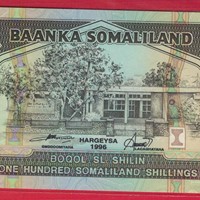 BAANKA SOMALILAND
HARGEYSA
1996
BOQOL SL. SHILIN
ONE HUNDRED SOMALILAND SHILLINGS